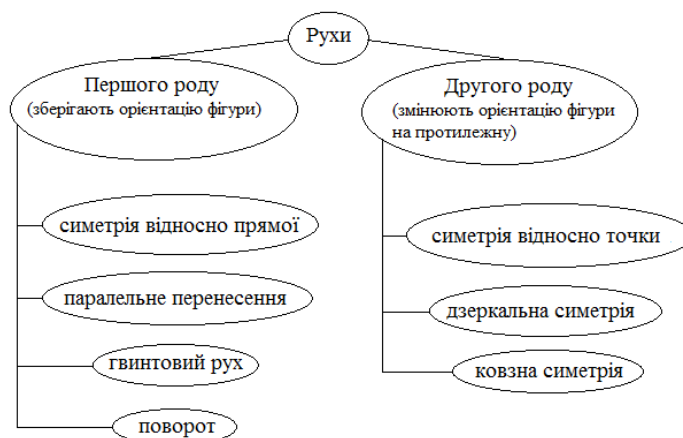 Рухи
Першого роду
(зберігають орієнтацію фігури)
симетрія відносно прямої
паралельне перенесення
гвинтовий рух
поворот
Другого роду
(змінюють орієнтацію фігури
на протилежну)
симетрія відносно точки
дзеркальна симетрія
ковзна симетрія